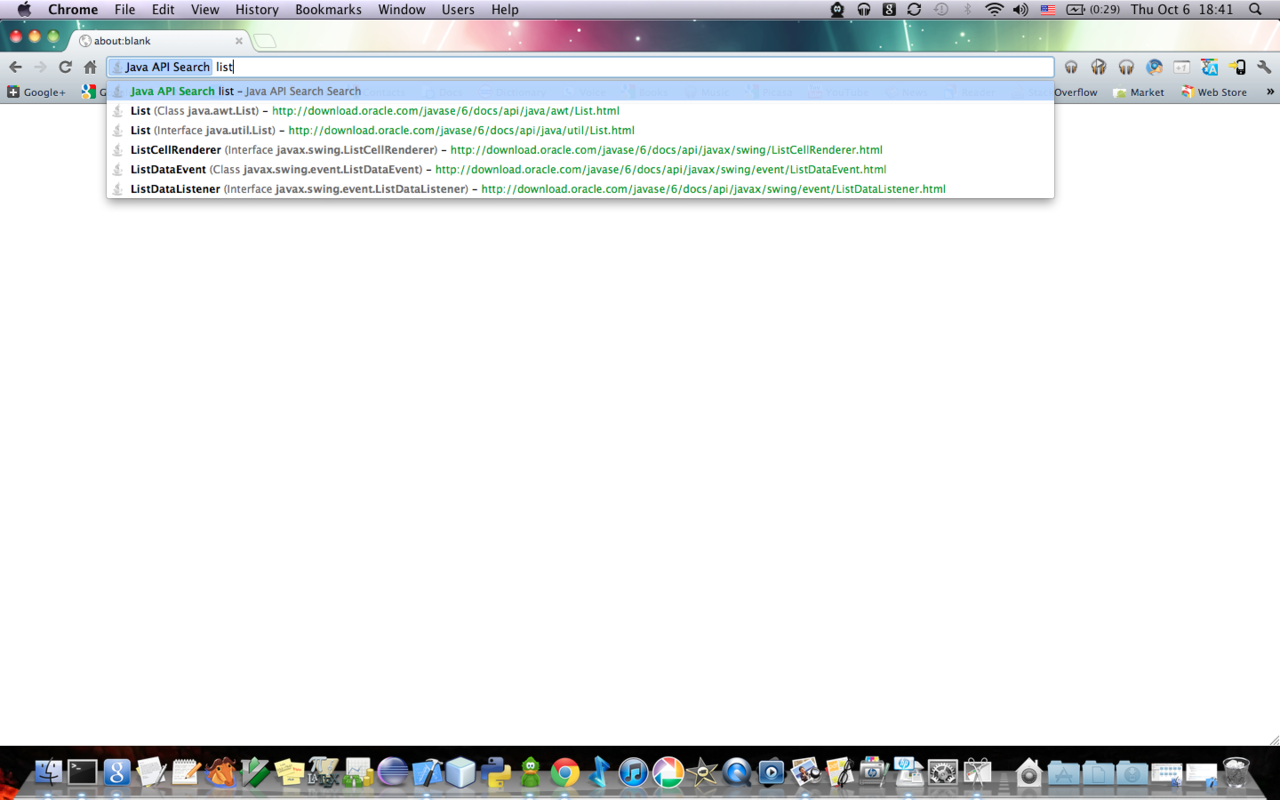 Chrome File Edit View History Bookmarks Window Users Help (0:29) Thu Oct 6 18:41
about:blank
Java API Search list
Google+ Overflow Market Web Store »
Java API Search list – Java API Search Search
List (Class java.awt.List) – http://download.oracle.com/javase/6/docs/api/java/awt/List.html
List (Interface java.util.List) – http://download.oracle.com/javase/6/docs/api/java/util/List.html
ListCellRenderer (Interface javax.swing.ListCellRenderer) – http://download.oracle.com/javase/6/docs/api/javax/swing/ListCellRenderer.html
ListDataEvent (Class javax.swing.event.ListDataEvent) – http://download.oracle.com/javase/6/docs/api/javax/swing/event/ListDataEvent.html
ListDataListener (Interface javax.swing.event.ListDataListener) – http://download.oracle.com/javase/6/docs/api/javax/swing/event/ListDataListener.html